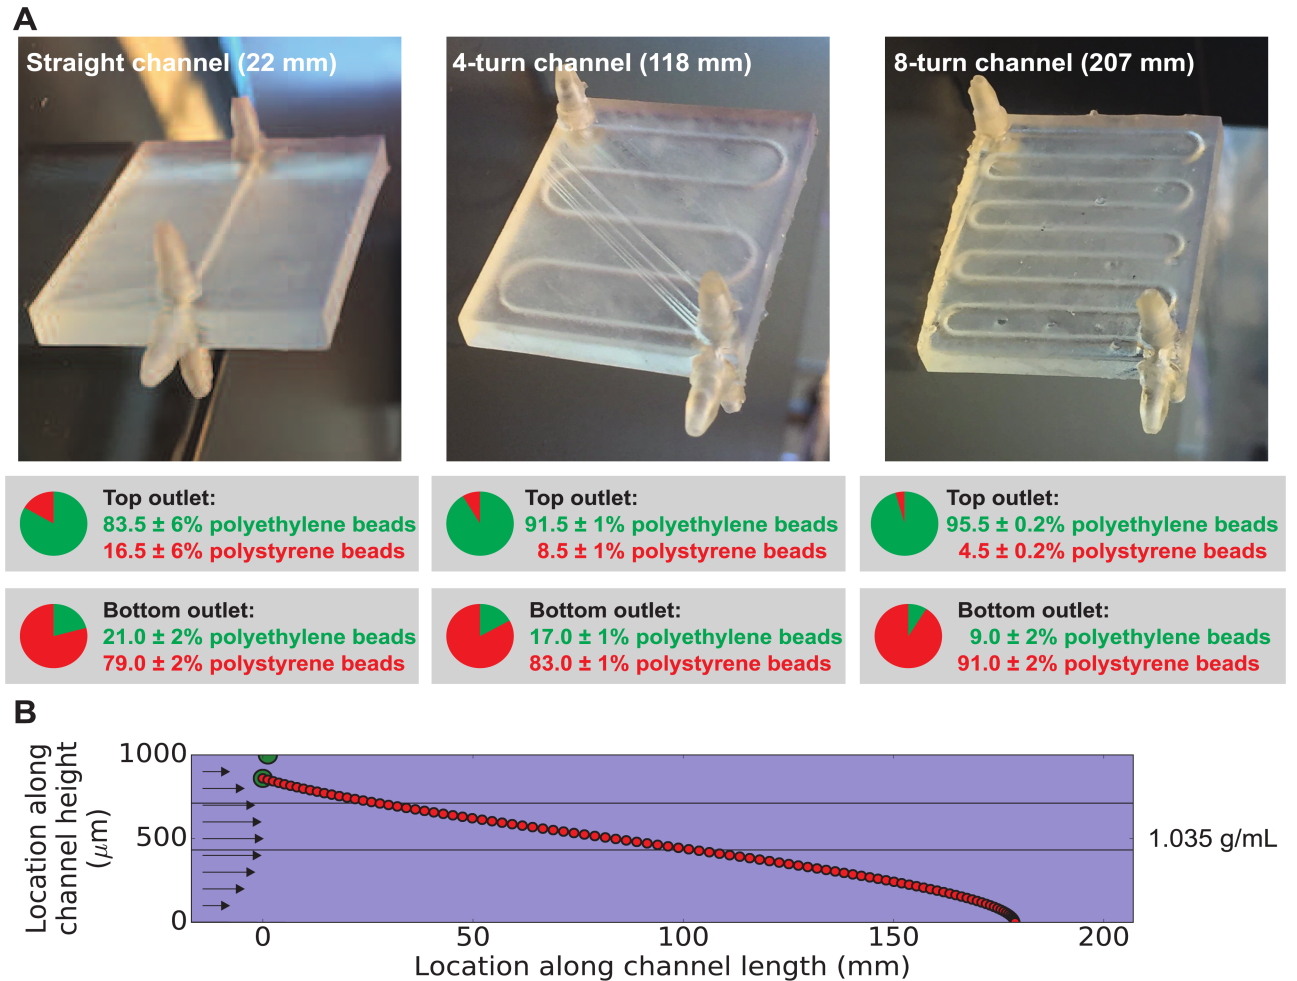 A
Straight channel (22 mm)
4-turn channel (118 mm)
8-turn channel (207 mm)
Top outlet:
83.5 ± 6% polyethylene beads
16.5 ± 6% polystyrene beads
Top outlet:
91.5 ± 1% polyethylene beads
8.5 ± 1% polystyrene beads
Top outlet:
95.5 ± 0.2% polyethylene beads
4.5 ± 0.2% polystyrene beads
Bottom outlet:
21.0 ± 2% polyethylene beads
79.0 ± 2% polystyrene beads
Bottom outlet:
17.0 ± 1% polyethylene beads
83.0 ± 1% polystyrene beads
Bottom outlet:
9.0 ± 2% polyethylene beads
91.0 ± 2% polystyrene beads
B
Location along
channel height
(μm)
1000
500
0
1.035 g/mL
0 50 100 150 200
Location along channel length (mm)